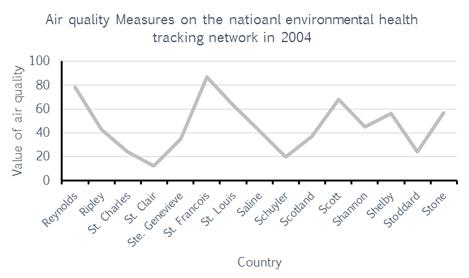 Air quality Measures on the natioanl environmental health
tracking network in 2004
Value of air quality
100
80
60
40
20
0
Reynolds
Ripley
St. Charles
St. Clair
Ste. Genevieve
St. Francois
St. Louis
Saline
Schuyler
Scotland
Scott
Shannon
Shelby
Stoddard
Stone
Country